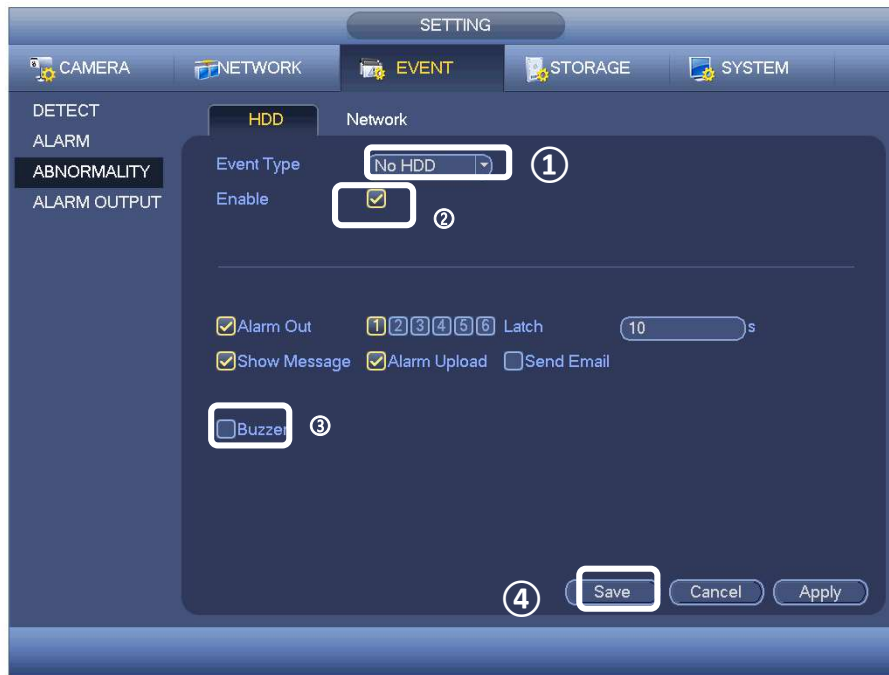 SETTING
CAMERA NETWORK EVENT STORAGE SYSTEM
DETECT
ALARM
ABNORMALITY
ALARM OUTPUT
HDD Network
Event Type No HDD ①
Enable ②
Alarm Out 1 2 3 4 5 6 Latch 10 s
Show Message Alarm Upload Send Email
Buzzer ③
④ Save Cancel Apply